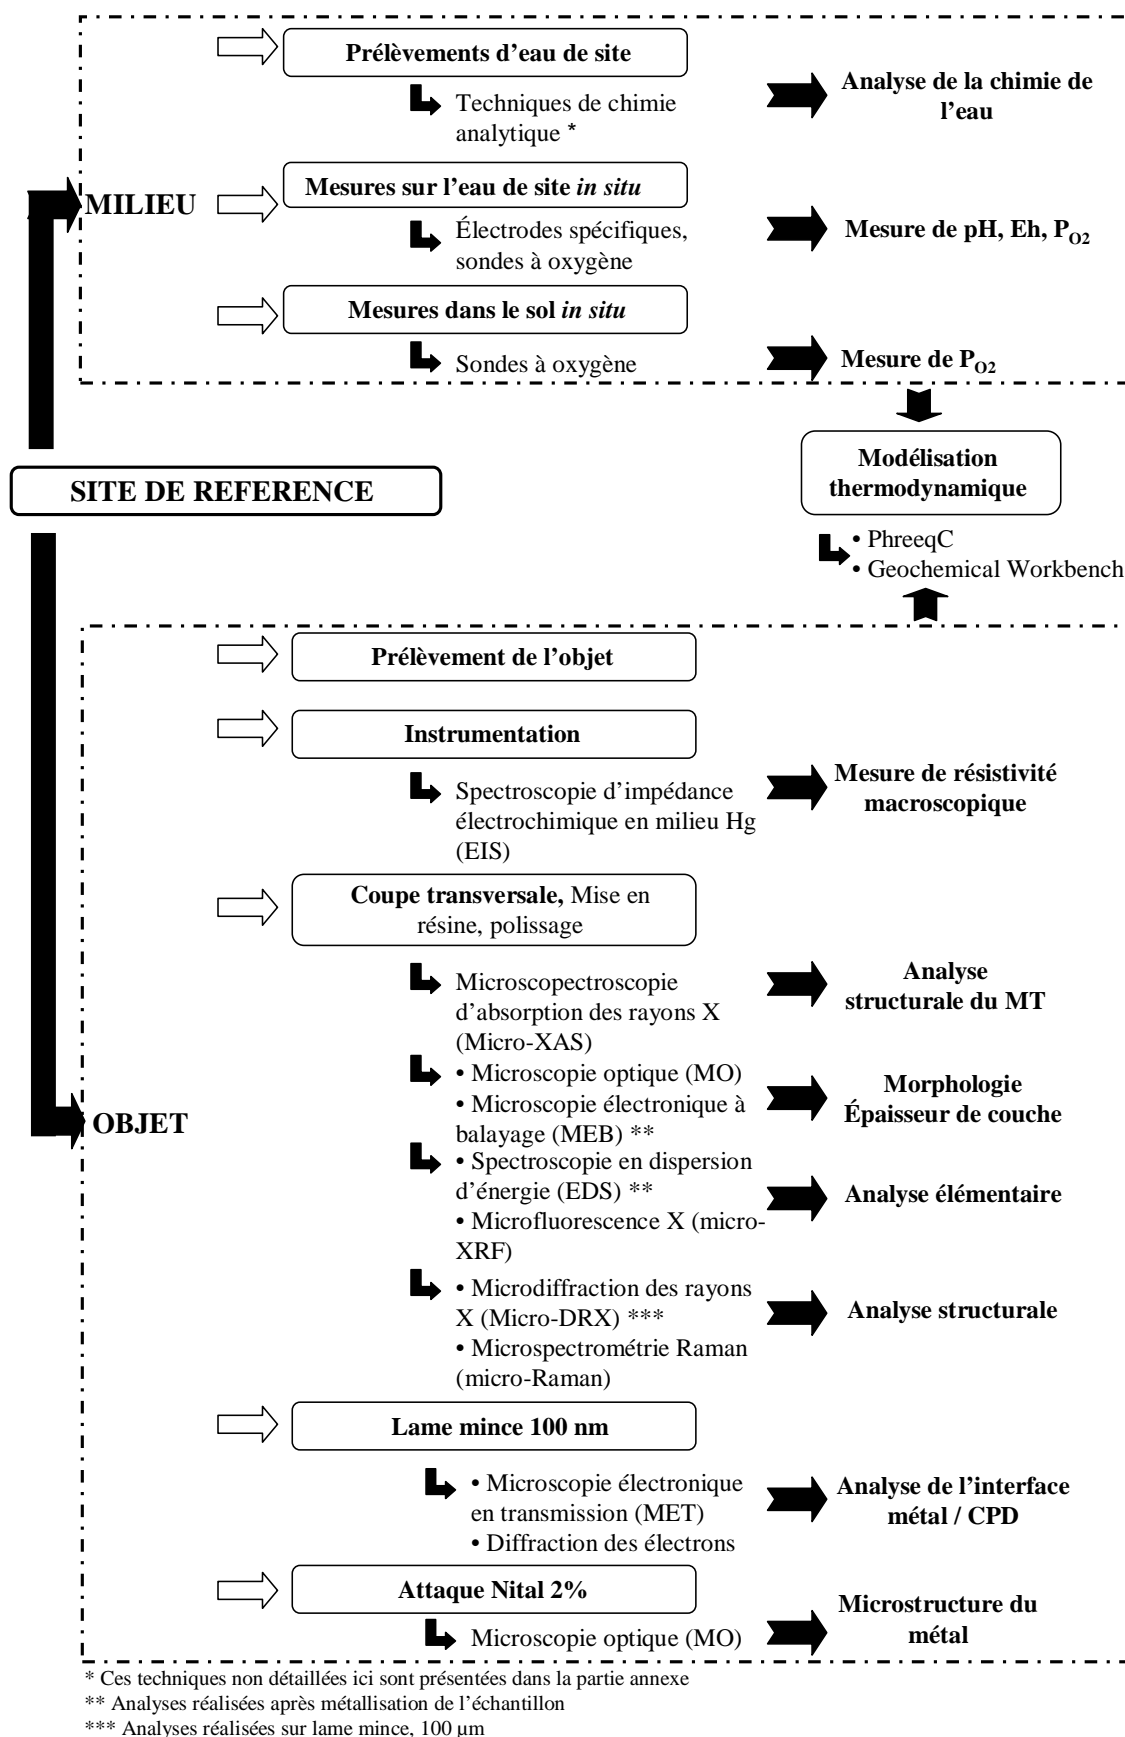 Prélèvements d'eau de site
Techniques de chimie
analytique *
Analyse de la chimie de
l'eau
MILIEU
Mesures sur l'eau de site in situ
Électrodes spécifiques,
sondes à oxygène
Mesure de pH, Eh, PO2
Mesures dans le sol in situ
Sondes à oxygène
Mesure de PO2
SITE DE REFERENCE
Modélisation
thermodynamique
• PhreeqC
• Geochemical Workbench
OBJET
Prélèvement de l'objet
Instrumentation
Spectroscopie d'impédance
électrochimique en milieu Hg
(EIS)
Mesure de résistivité
macroscopique
Coupe transversale, Mise en
résine, polissage
Microscopectroscopie
d'absorption des rayons X
(Micro-XAS)
Analyse
structurale du MT
• Microscopie optique (MO)
• Microscopie électronique à
balayage (MEB) **
Morphologie
Épaisseur de couche
• Spectroscopie en dispersion
d'énergie (EDS) **
• Microfluorescence X (micro-
XRF)
Analyse élémentaire
• Microdiffraction des rayons
X (Micro-DRX) ***
• Microspectrométrie Raman
(micro-Raman)
Analyse structurale
Lame mince 100 nm
• Microscopie électronique
en transmission (MET)
• Diffraction des électrons
Analyse de l'interface
métal / CPD
Attaque Nital 2%
Microscopie optique (MO)
Microstructure du
métal
* Ces techniques non détaillées ici sont présentées dans la partie annexe
** Analyses réalisées après métallisation de l'échantillon
*** Analyses réalisées sur lame mince, 100 µm